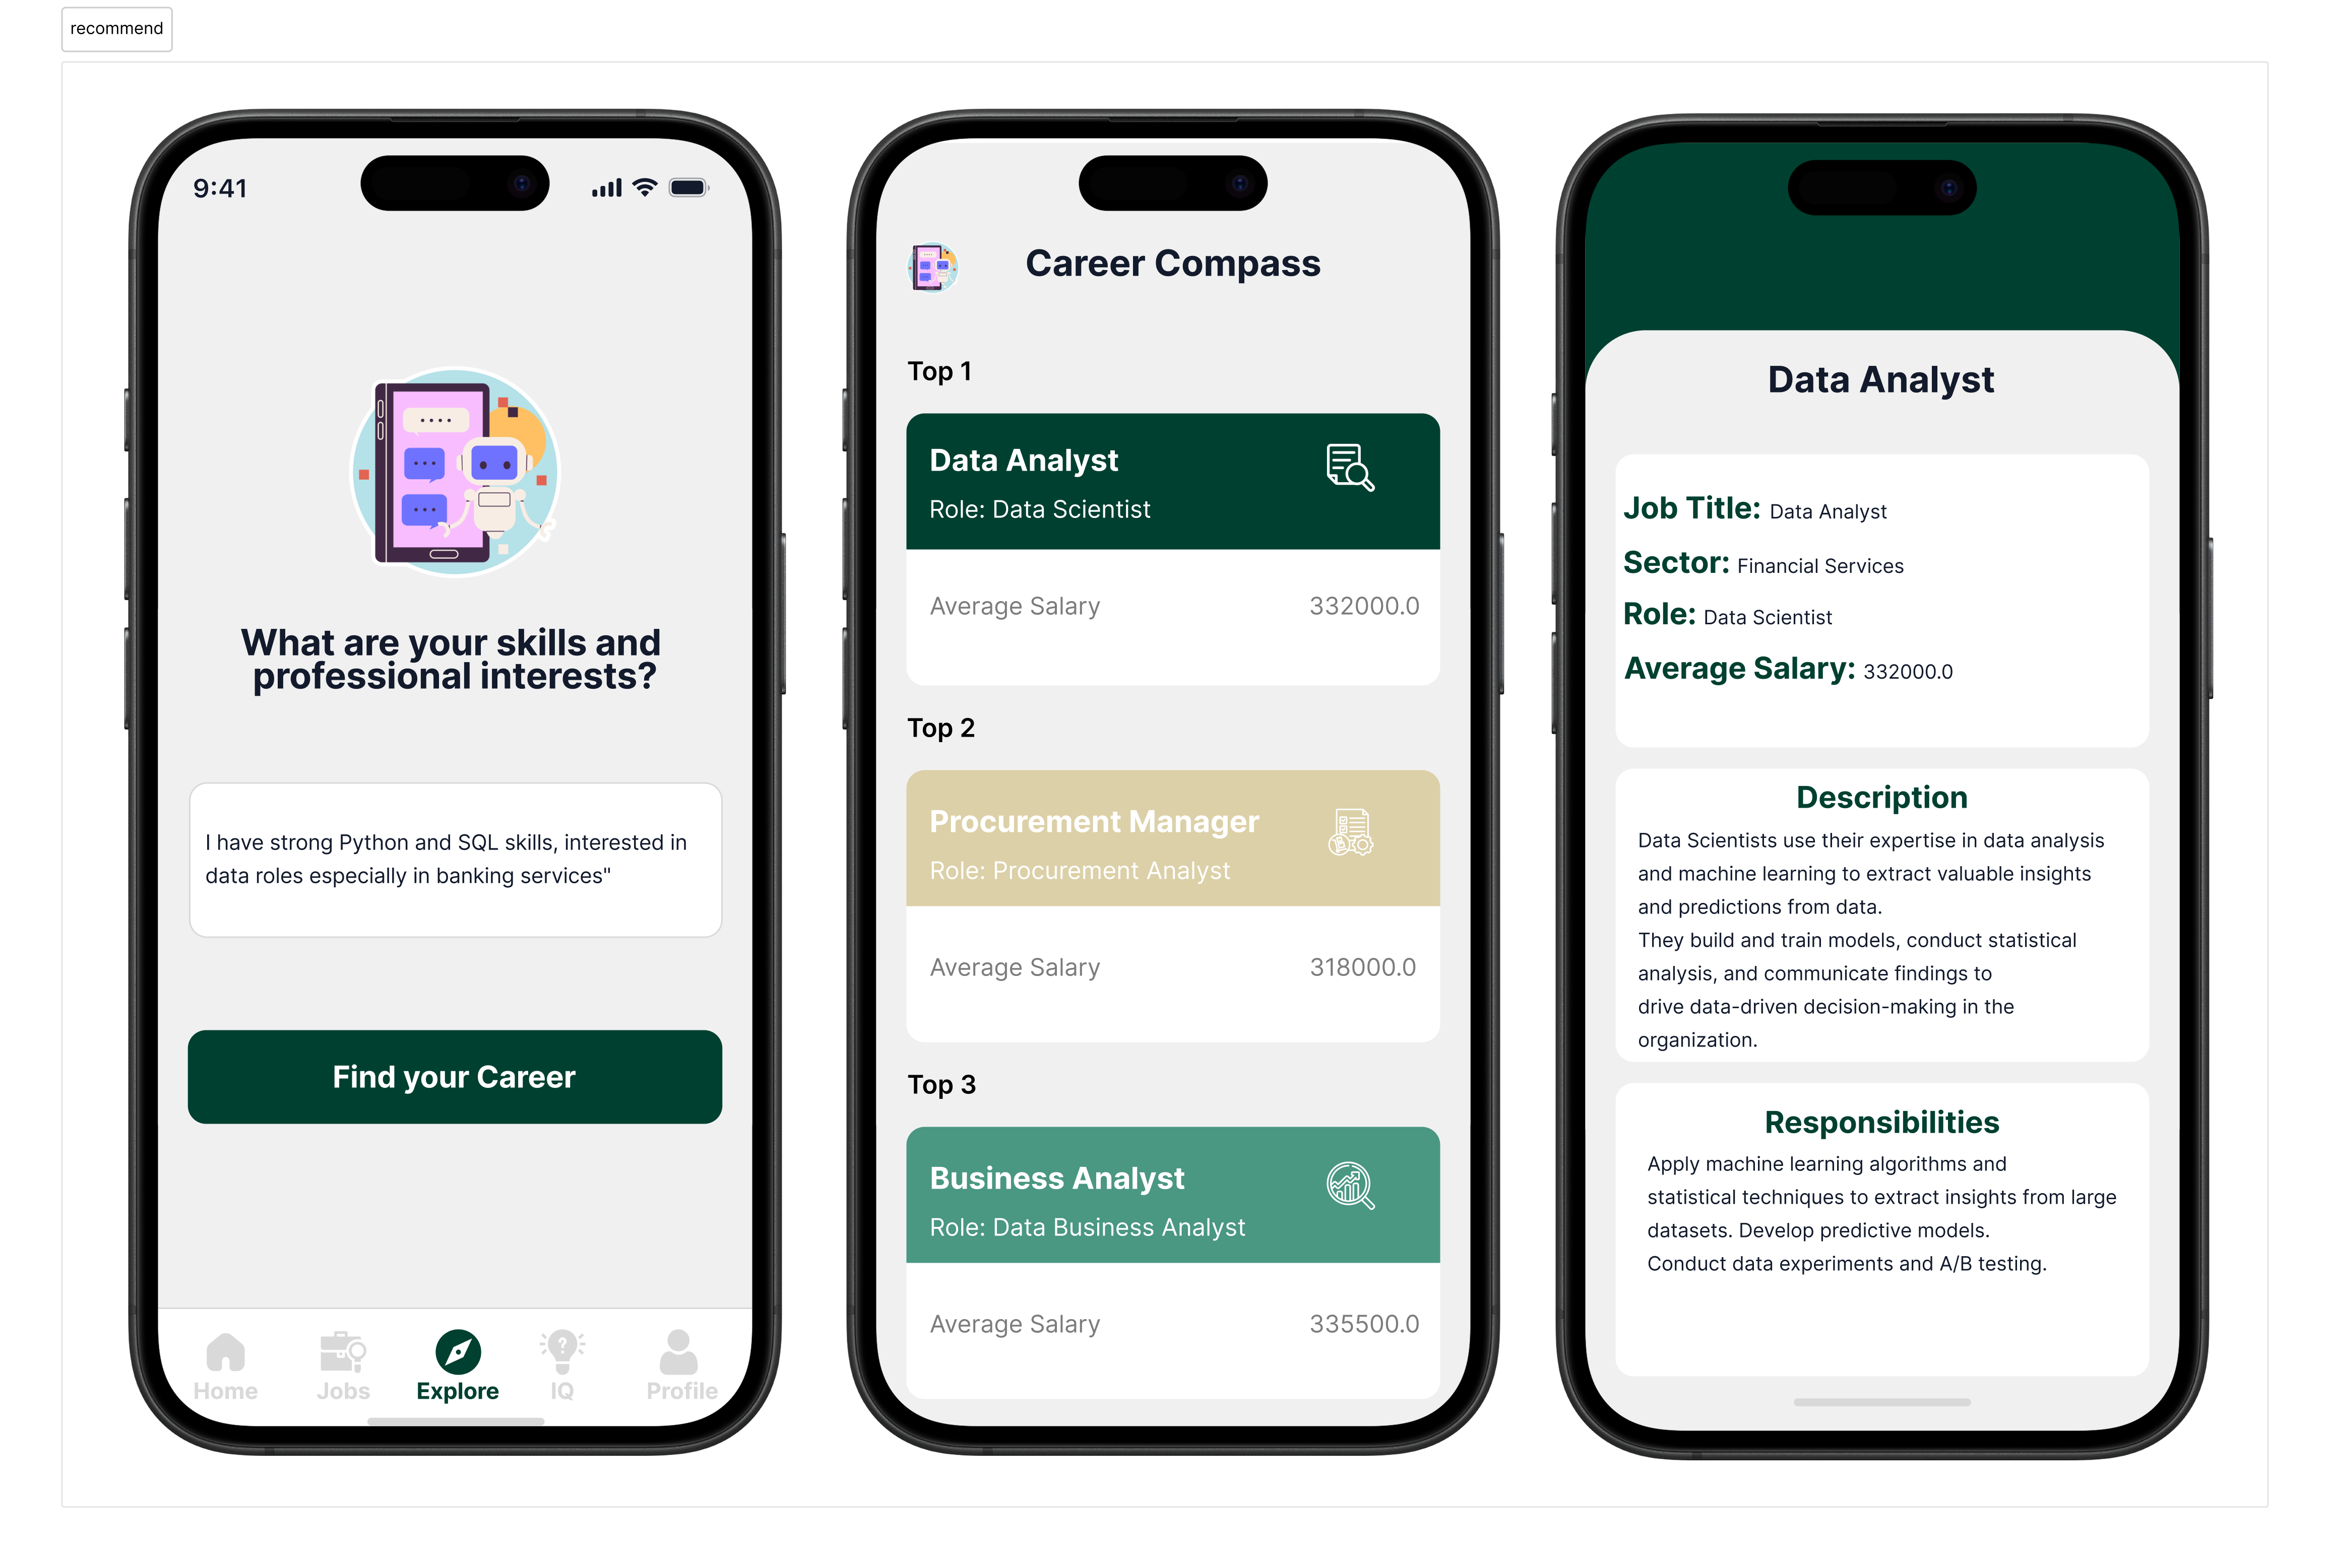 recommend
9:41
What are your skills and
professional interests?
I have strong Python and SQL skills, interested in
data roles especially in banking services"
Find your Career
Home
Jobs
Explore
IQ
Profile
Career Compass
Top 1
Data Analyst
Role: Data Scientist
Average Salary 332000.0
Top 2
Procurement Manager
Role: Procurement Analyst
Average Salary 318000.0
Top 3
Business Analyst
Role: Data Business Analyst
Average Salary 335500.0
Data Analyst
Job Title: Data Analyst
Sector: Financial Services
Role: Data Scientist
Average Salary: 332000.0
Description
Data Scientists use their expertise in data analysis
and machine learning to extract valuable insights
and predictions from data.
They build and train models, conduct statistical
analysis, and communicate findings to
drive data-driven decision-making in the
organization.
Responsibilities
Apply machine learning algorithms and
statistical techniques to extract insights from large
datasets. Develop predictive models.
Conduct data experiments and A/B testing.